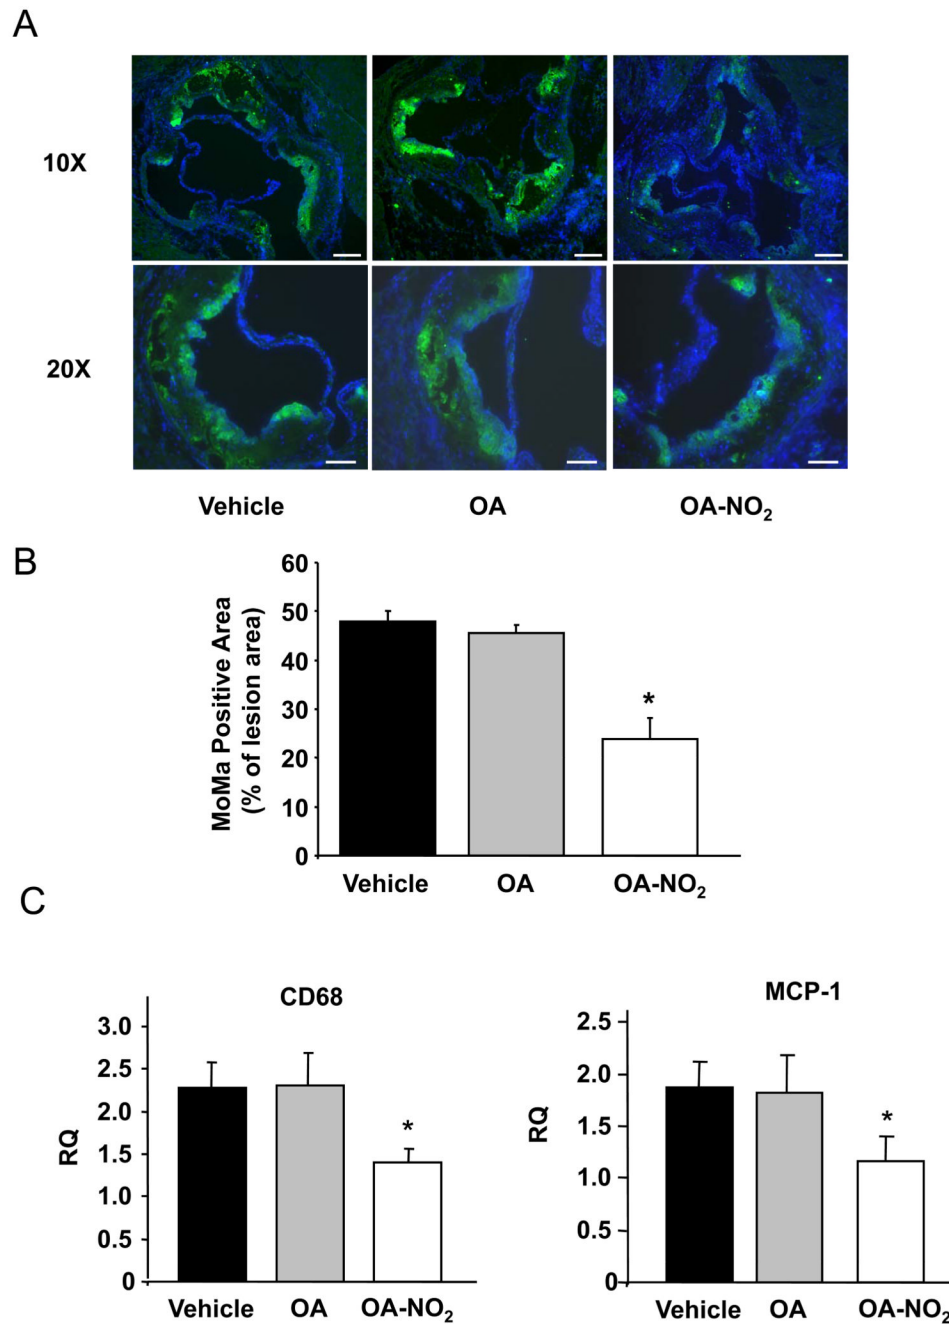 A
10X
20X
Vehicle OA OA-NO₂
B
MoMa Positive Area
(% of lesion area)
60
50
40
30
20
10
0
Vehicle OA OA-NO₂
C
CD68
RQ
3.0
2.5
2.0
1.5
1.0
0.5
0
*
Vehicle OA OA-NO₂
MCP-1
RQ
2.5
2.0
1.5
1.0
0.5
0
*
Vehicle OA OA-NO₂